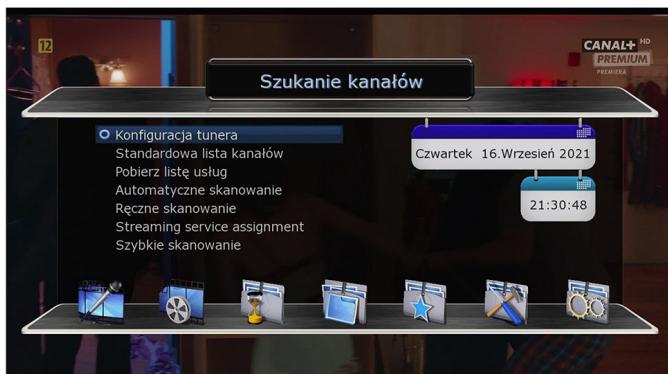 12
CANAL+ HD
PREMIUM
PREMIERA
Szukanie kanałów
Konfiguracja tunera
Standardowa lista kanałów
Pobierz listę usług
Automatyczne skanowanie
Ręczne skanowanie
Streaming service assignment
Szybkie skanowanie
Czwartek 16.Wrzesień 2021
21:30:48